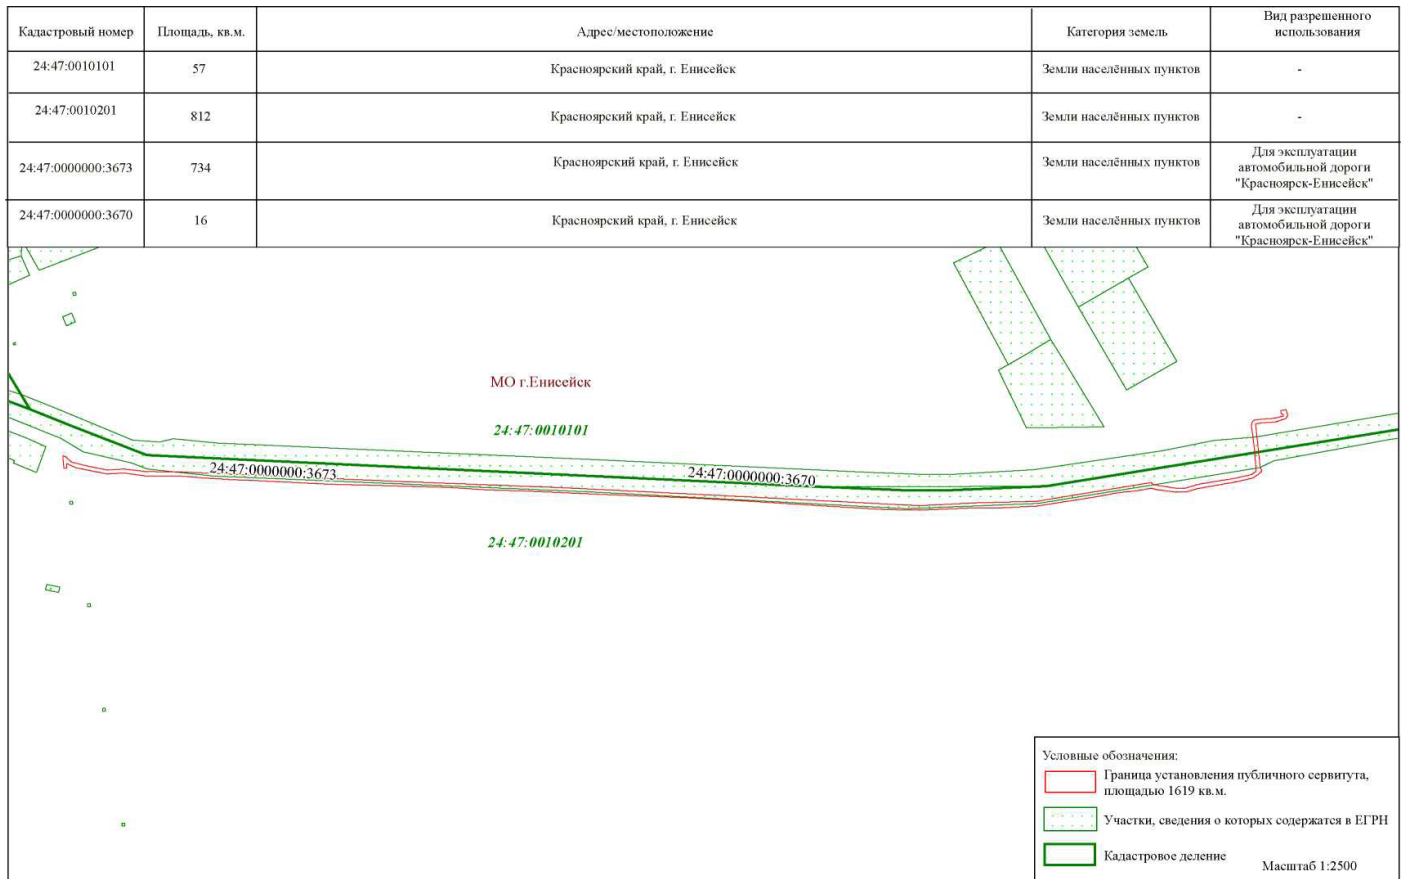 Кадастровый номер
Площадь, кв.м.
Адрес/местоположение
Категория земель
Вид разрешенного
использования
24:47:0010101
57
Красноярский край, г. Енисейск
Земли населённых пунктов
-
24:47:0010201
812
Красноярский край, г. Енисейск
Земли населённых пунктов
-
24:47:0000000:3673
734
Красноярский край, г. Енисейск
Земли населённых пунктов
Для эксплуатации
автомобильной дороги
"Красноярск-Енисейск"
24:47:0000000:3670
16
Красноярский край, г. Енисейск
Земли населённых пунктов
Для эксплуатации
автомобильной дороги
"Красноярск-Енисейск"
МО г.Енисейск
24:47:0010101
24:47:0000000:3673
24:47:0000000:3670
24:47:0010201
Условные обозначения:
Граница установления публичного сервитута,
площадью 1619 кв.м.
Участки, сведения о которых содержатся в ЕГРН
Кадастровое деление
Масштаб 1:2500